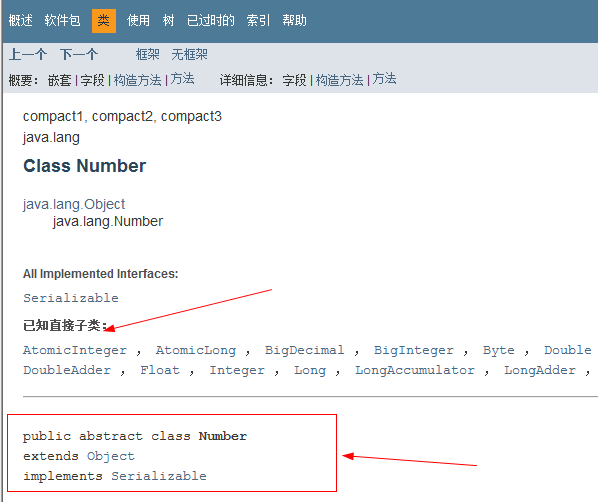 概述 软件包 类 使用 树 已过时的 索引 帮助
上一个 下一个 框架 无框架
概要： 嵌套 | 字段 | 构造方法 | 方法 详细信息： 字段 | 构造方法 | 方法
compact1, compact2, compact3
java.lang
Class Number
java.lang.Object
java.lang.Number
All Implemented Interfaces:
Serializable
已知直接子类：
AtomicInteger ， AtomicLong ， BigDecimal ， BigInteger ， Byte ， Double
DoubleAdder ， Float ， Integer ， Long ， LongAccumulator ， LongAdder ，
public abstract class Number
extends Object
implements Serializable